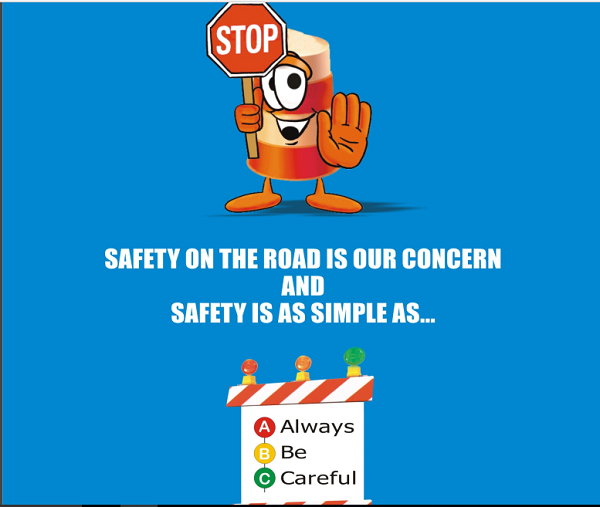 STOP
SAFETY ON THE ROAD IS OUR CONCERN
AND
SAFETY IS AS SIMPLE AS...
A Always
B Be
C Careful